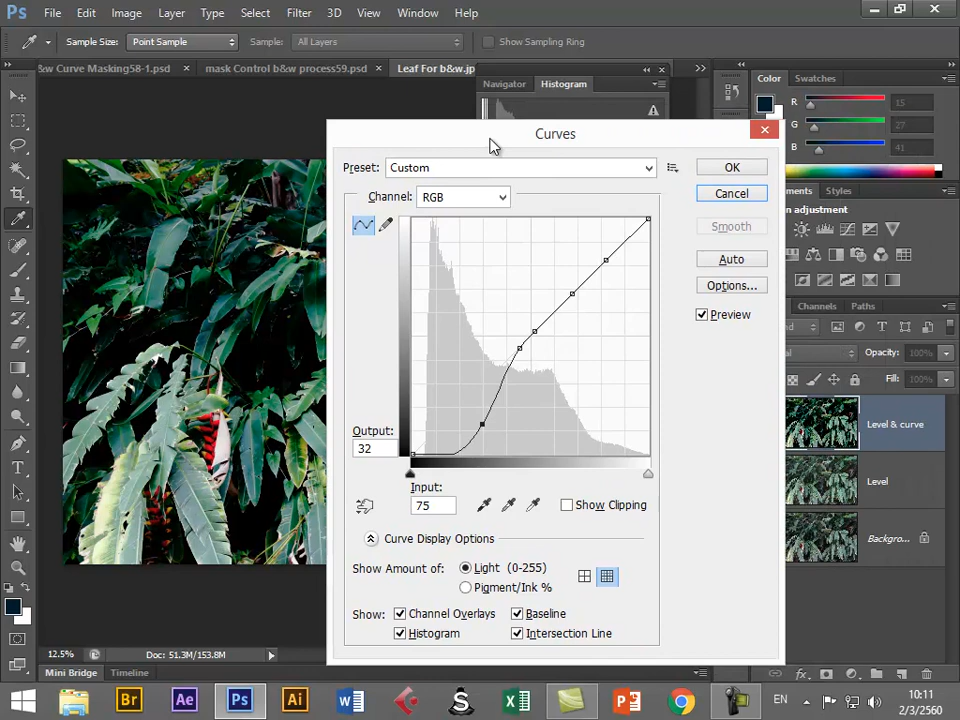 Ps File Edit Image Layer Type Select Filter 3D View Window Help
Sample Size: Point Sample Sample: All Layers Show Sampling Ring
w Curve Masking58-1.psd × mask Control b&w process59.psd × Leaf For b&w.jp
Navigator Histogram
Color Swatches
R 15
G 27
B 41
Curves
Preset: Custom OK
Channel: RGB Cancel
Smooth
Auto
Options...
Preview
Styles
n adjustment
Channels Paths
Opacity: 100%
Fill: 100%
Level & curve
Level
Backgro...
Output:
32
Input:
75
Show Clipping
Curve Display Options
Show Amount of: Light (0-255)
Pigment/Ink %
Show: Channel Overlays Baseline
Histogram Intersection Line
12.5% Doc: 51.3M/153.8M
Mini Bridge Timeline
Br Ae Ps Ai W S X P EN 10:11
2/3/2560